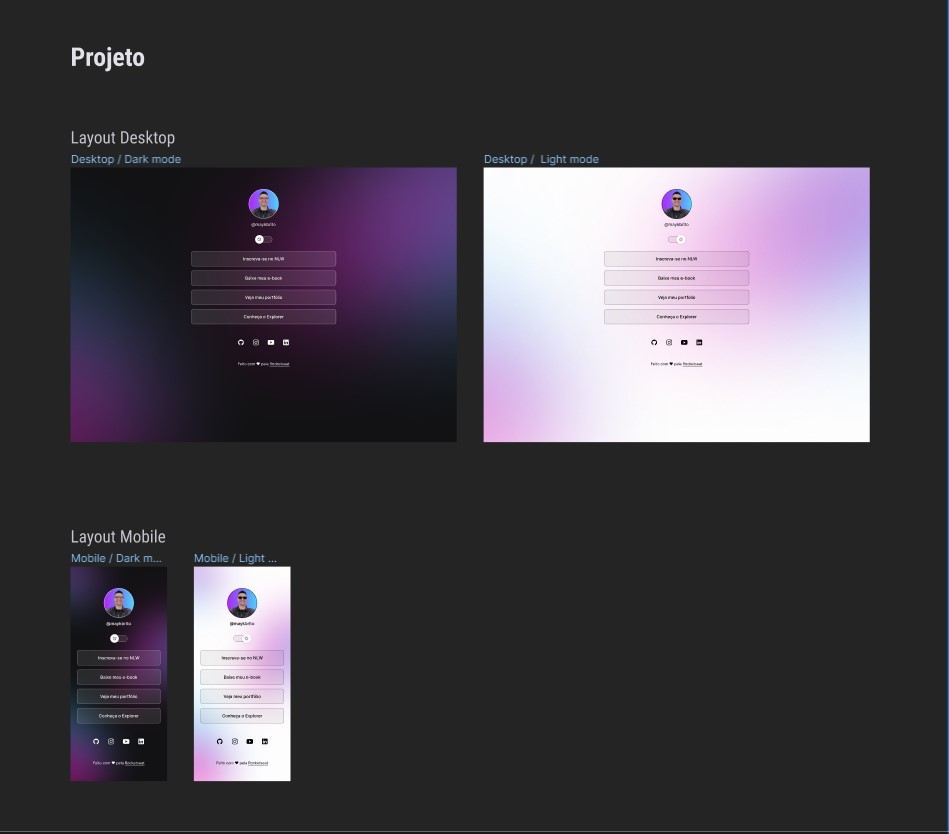 Projeto
Layout Desktop
Desktop / Dark mode
Desktop /  Light mode
@maykbrito
Inscreva-se no NLW
Baixe meu e-book
Veja meu portfólio
Conheça o Explorer
Feito com ♥ pela Rocketseat
@maykbrito
Inscreva-se no NLW
Baixe meu e-book
Veja meu portfólio
Conheça o Explorer
Feito com ♥ pela Rocketseat
Layout Mobile
Mobile / Dark m...
Mobile / Light ...
@maykbrito
Inscreva-se no NLW
Baixe meu e-book
Veja meu portfólio
Conheça o Explorer
Feito com ♥ pela Rocketseat
@maykbrito
Inscreva-se no NLW
Baixe meu e-book
Veja meu portfólio
Conheça o Explorer
Feito com ♥ pela Rocketseat